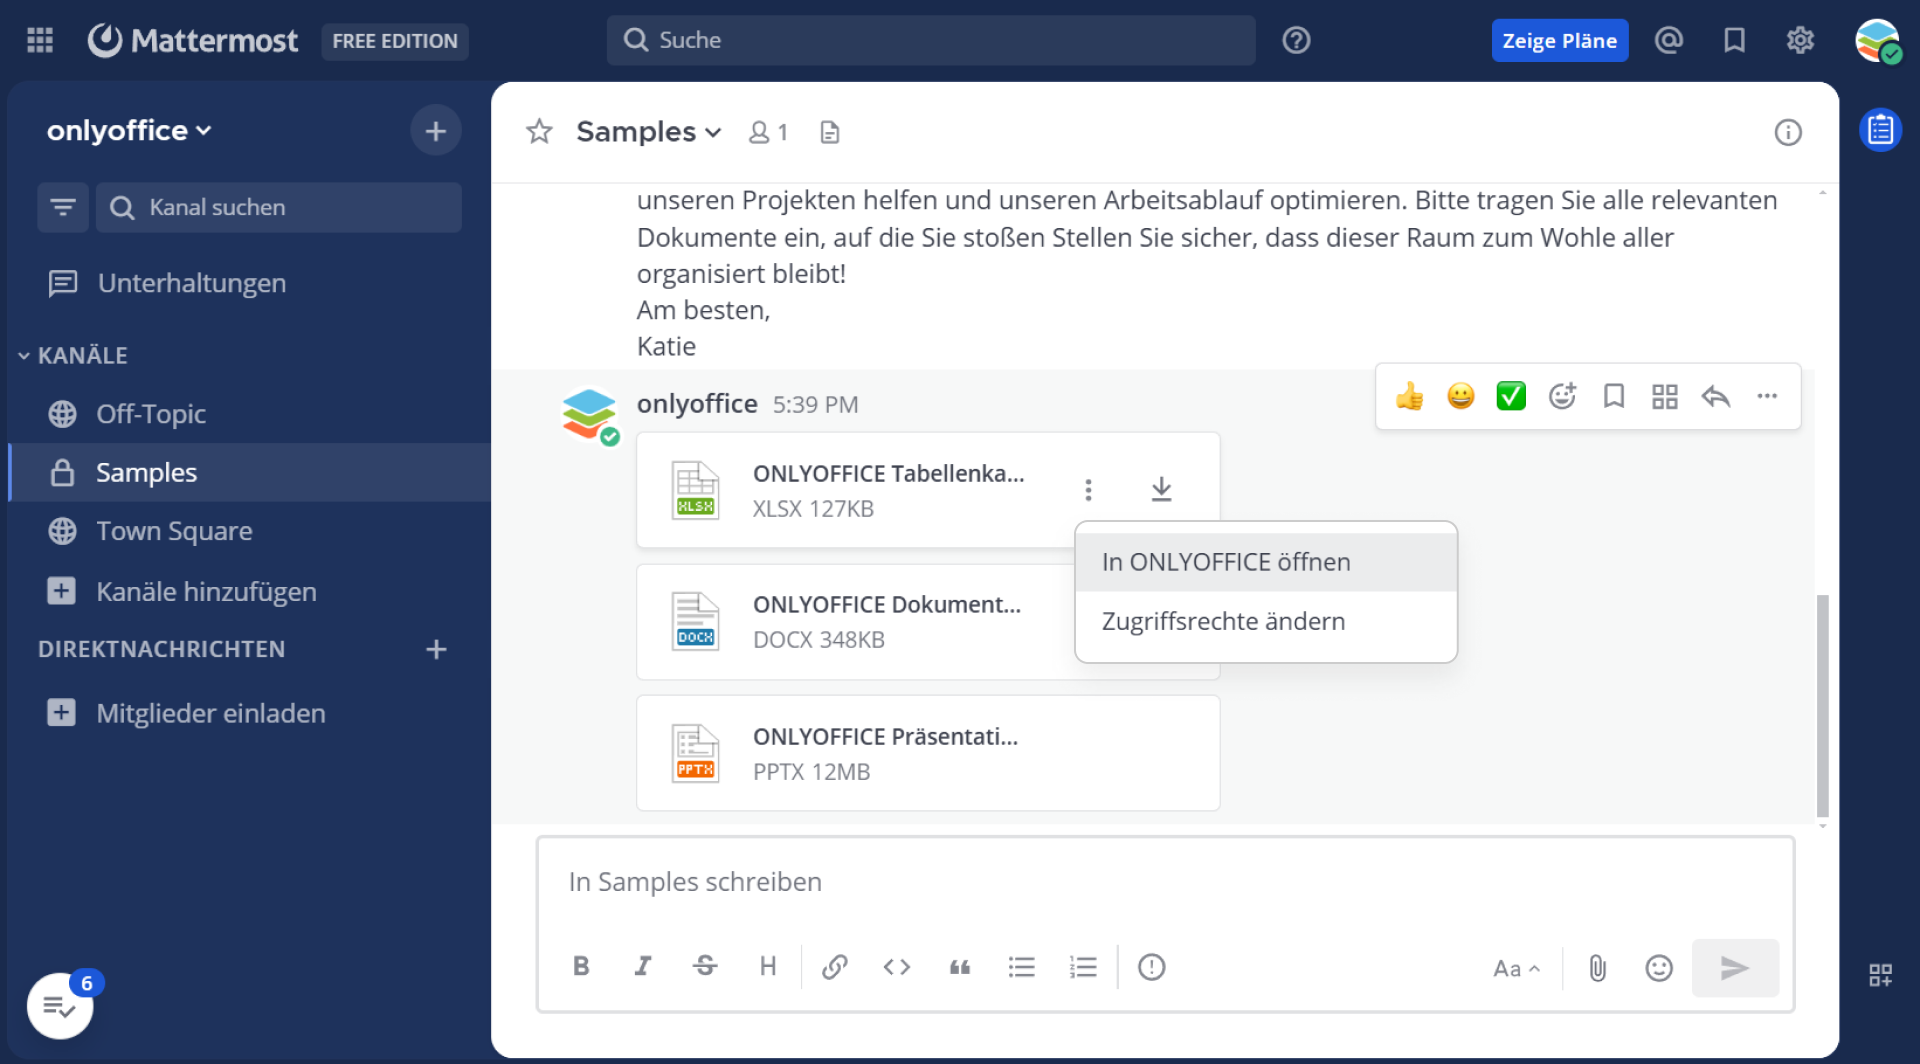 Mattermost
FREE EDITION
Suche
Zeige Pläne
onlyoffice
Kanal suchen
Unterhaltungen
KANÄLE
Off-Topic
Samples
Town Square
Kanäle hinzufügen
DIREKTNACHRICHTEN
Mitglieder einladen
6
Samples
1
unseren Projekten helfen und unseren Arbeitsablauf optimieren. Bitte tragen Sie alle relevanten
Dokumente ein, auf die Sie stoßen Stellen Sie sicher, dass dieser Raum zum Wohle aller
organisiert bleibt!
Am besten,
Katie
onlyoffice 5:39 PM
XLSX
ONLYOFFICE Tabellenka...
XLSX 127KB
In ONLYOFFICE öffnen
Zugriffsrechte ändern
DOCX
ONLYOFFICE Dokument...
DOCX 348KB
PPTX
ONLYOFFICE Präsentati...
PPTX 12MB
In Samples schreiben
B I S H
Aa